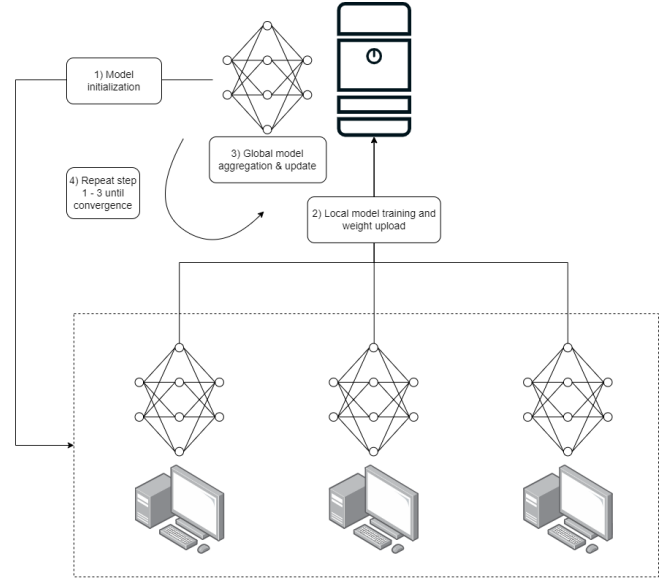 1) Model
initialization
3) Global model
aggregation & update
4) Repeat step
1 - 3 until
convergence
2) Local model training and
weight upload